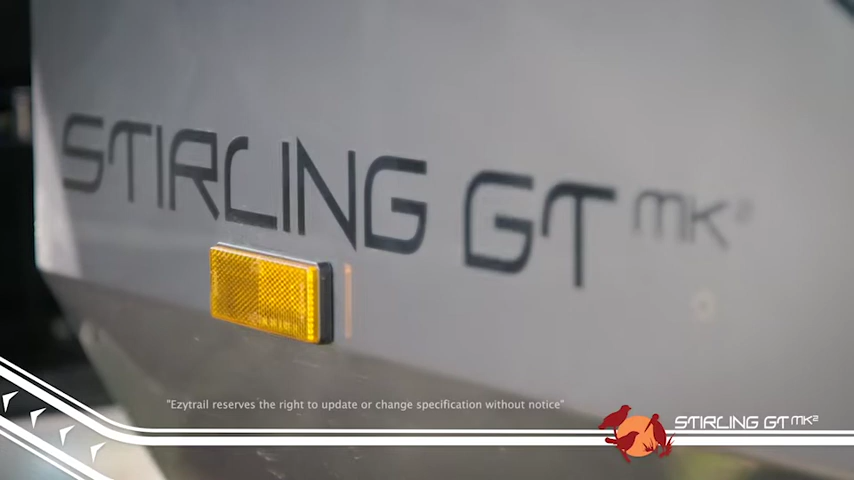 STIRLING GT MK2
"Ezytrail reserves the right to update or change specification without notice"
STIRLING GT MK2